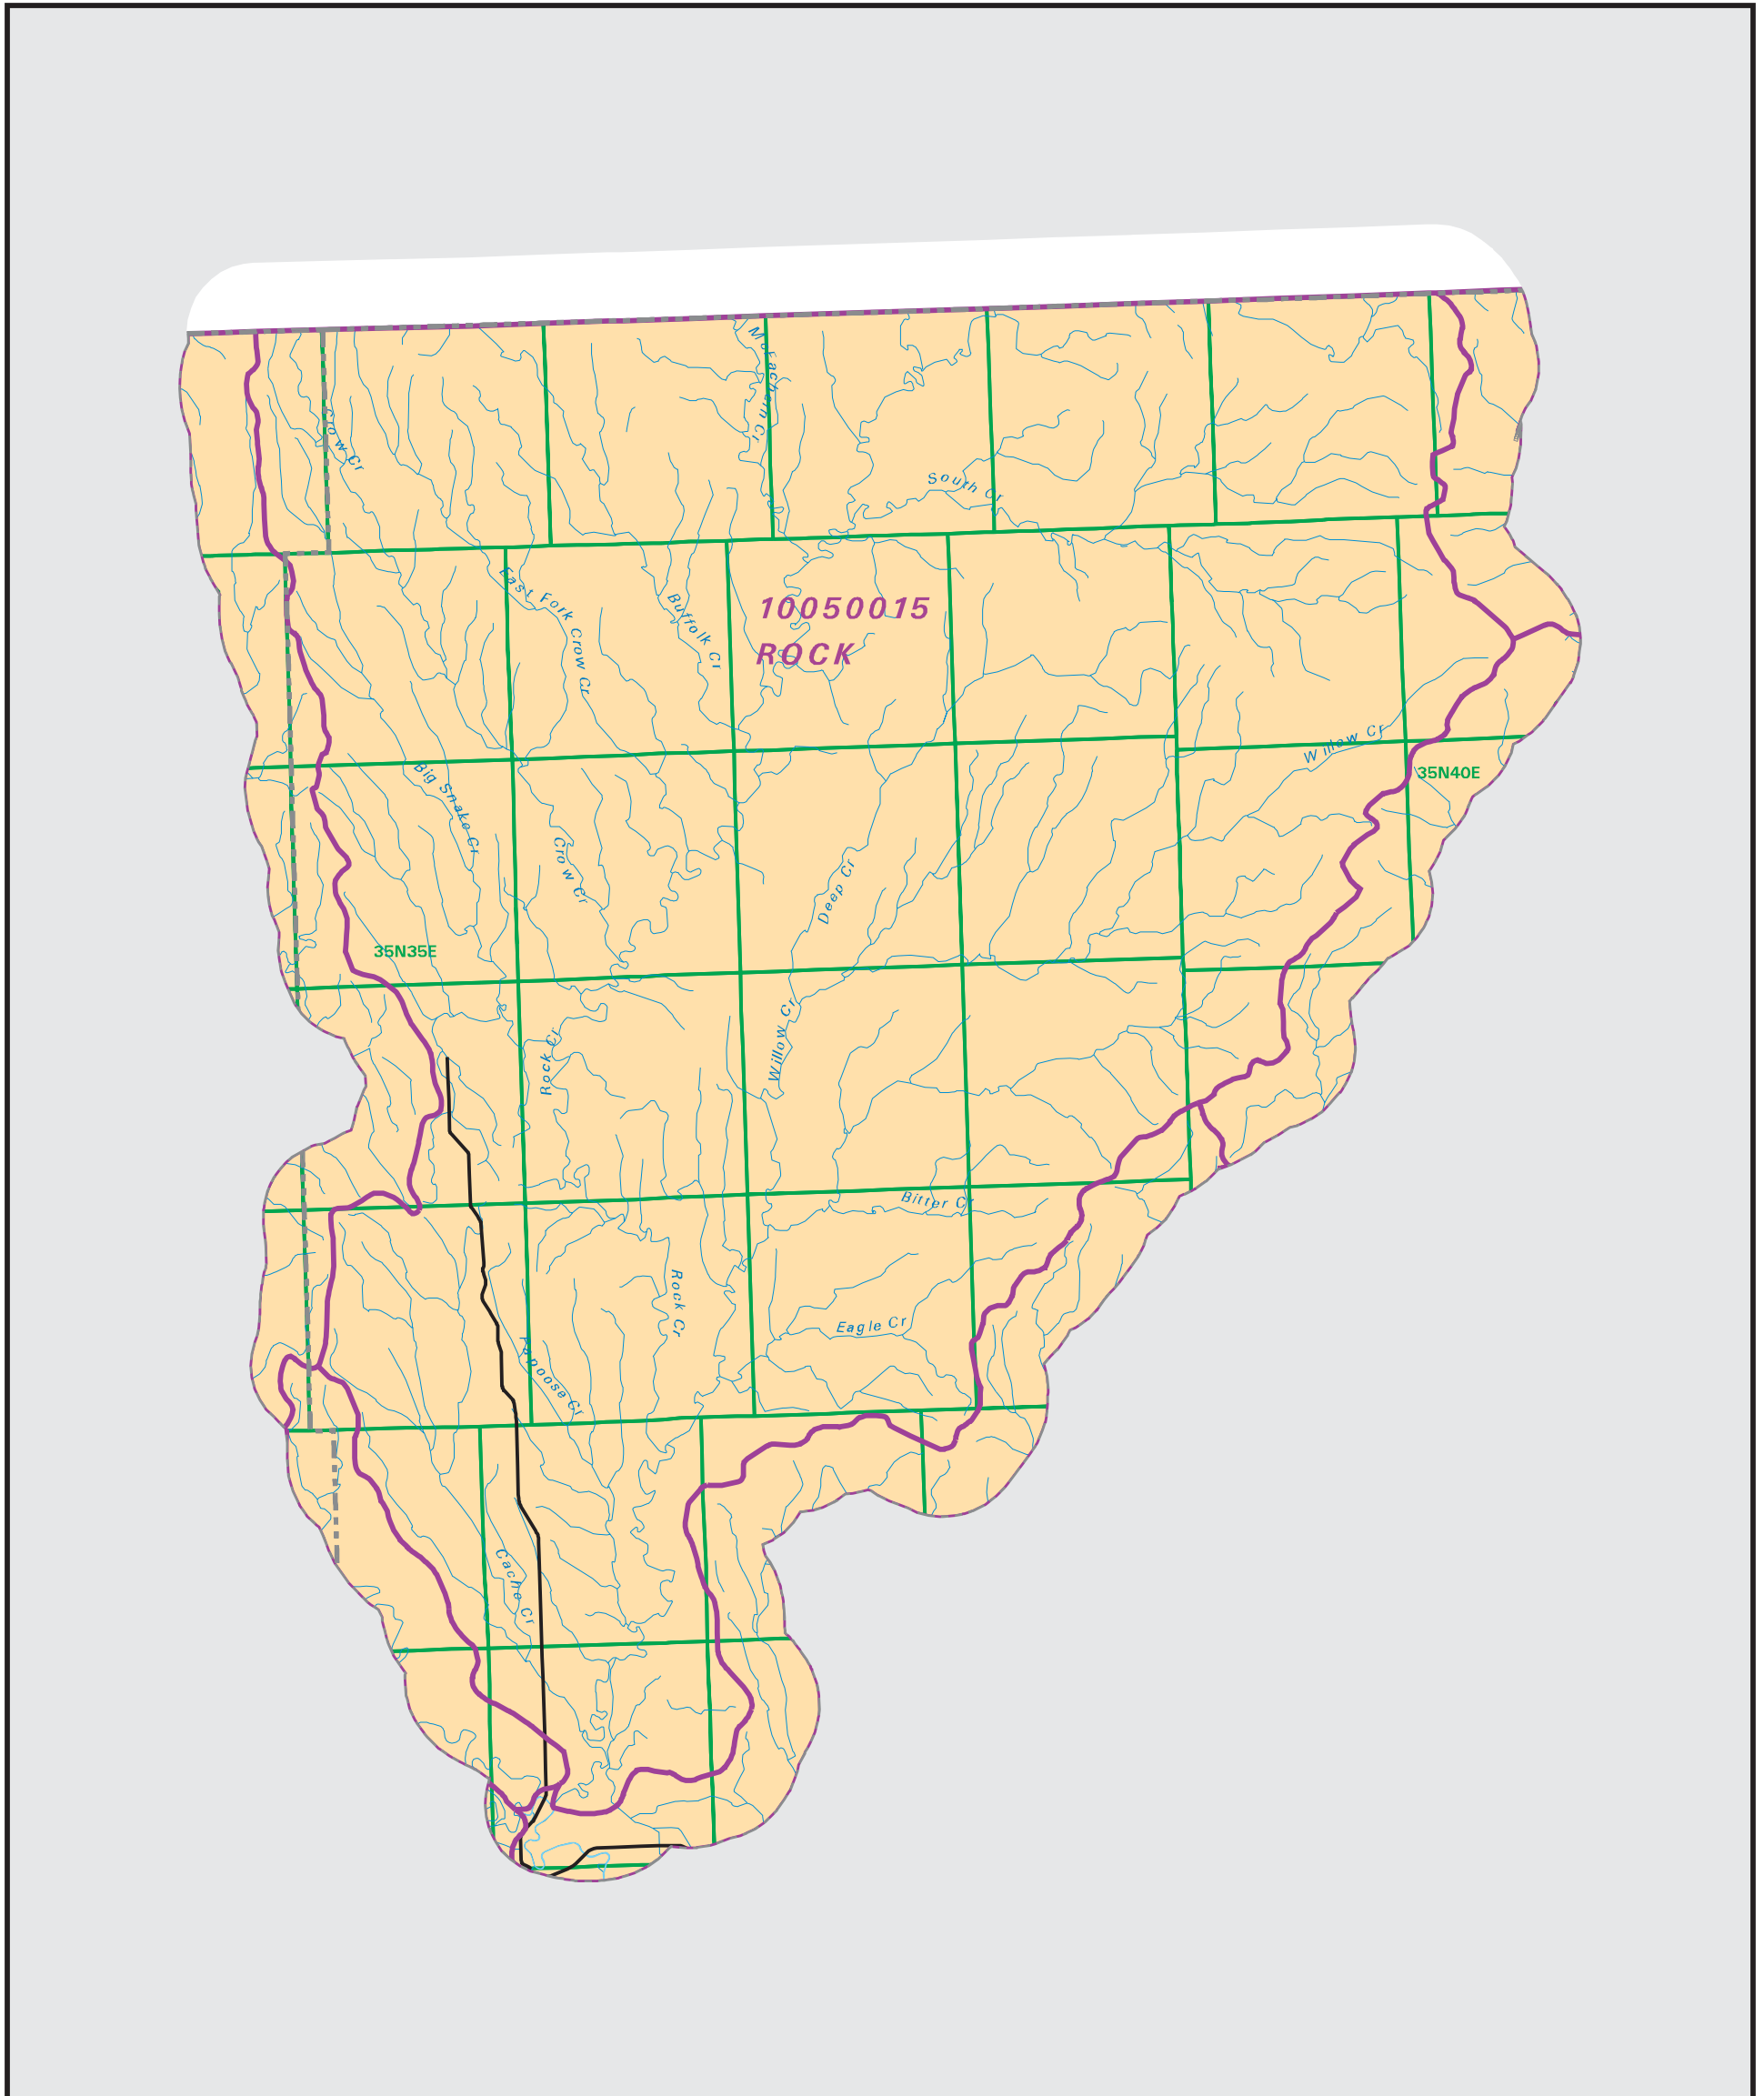 McEachern Cr
Crow Cr
South Cr
East Fork Crow Cr
Buffolk Cr
10050015
ROCK
Willow Cr
35N40E
Big Snake Cr
Crow Cr
Deep Cr
35N35E
Willow Cr
Rock Cr
Bitter Cr
Rock Cr
Eagle Cr
Papoose Cr
Cache Cr